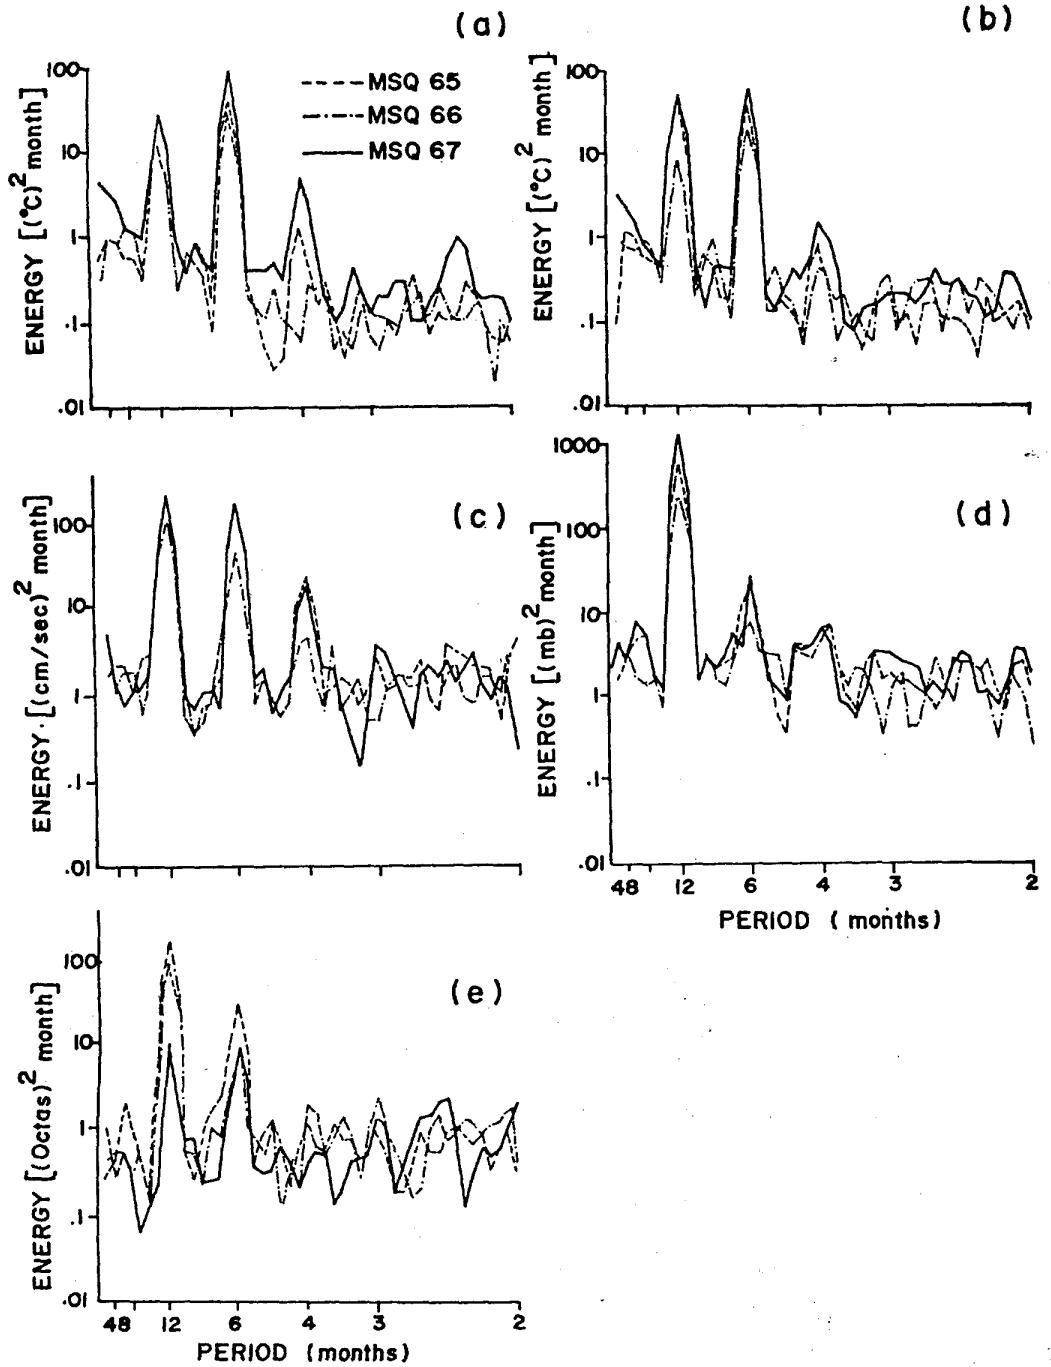 (a)
ENERGY [(°C)² month]
100
10
1
.1
.01
MSQ 65
MSQ 66
MSQ 67
(b)
ENERGY [(°C)² month]
100
10
1
.1
.01
(c)
ENERGY·[(cm/sec)² month]
100
10
1
.1
.01
(d)
ENERGY [(mb)² month]
1000
100
10
1
.1
.01
48 12 6 4 3 2
PERIOD (months)
(e)
ENERGY [(Octas)² month]
100
10
1
.1
.01
48 12 6 4 3 2
PERIOD (months)